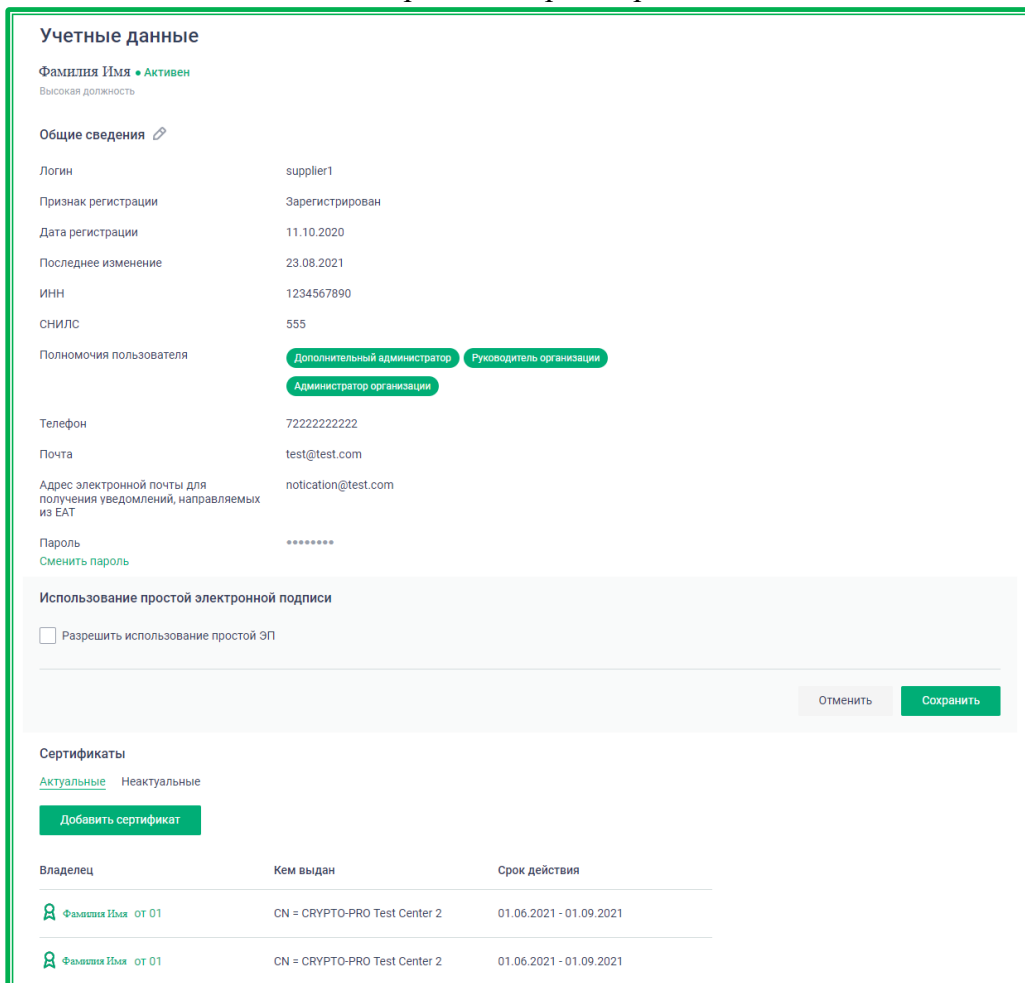 Учетные данные
Фамилия Имя • Активен
Высокая должность
Общие сведения
Логин supplier1
Признак регистрации Зарегистрирован
Дата регистрации 11.10.2020
Последнее изменение 23.08.2021
ИНН 1234567890
СНИЛС 555
Полномочия пользователя Дополнительный администратор Руководитель организации
Администратор организации
Телефон 72222222222
Почта test@test.com
Адрес электронной почты для notication@test.com
получения уведомлений, направляемых
из ЕАТ
Пароль ••••••••
Сменить пароль
Использование простой электронной подписи
Разрешить использование простой ЭП
Отменить Сохранить
Сертификаты
Актуальные Неактуальные
Добавить сертификат
Владелец Кем выдан Срок действия
Фамилия Имя от 01 CN = CRYPTO-PRO Test Center 2 01.06.2021 - 01.09.2021
Фамилия Имя от 01 CN = CRYPTO-PRO Test Center 2 01.06.2021 - 01.09.2021